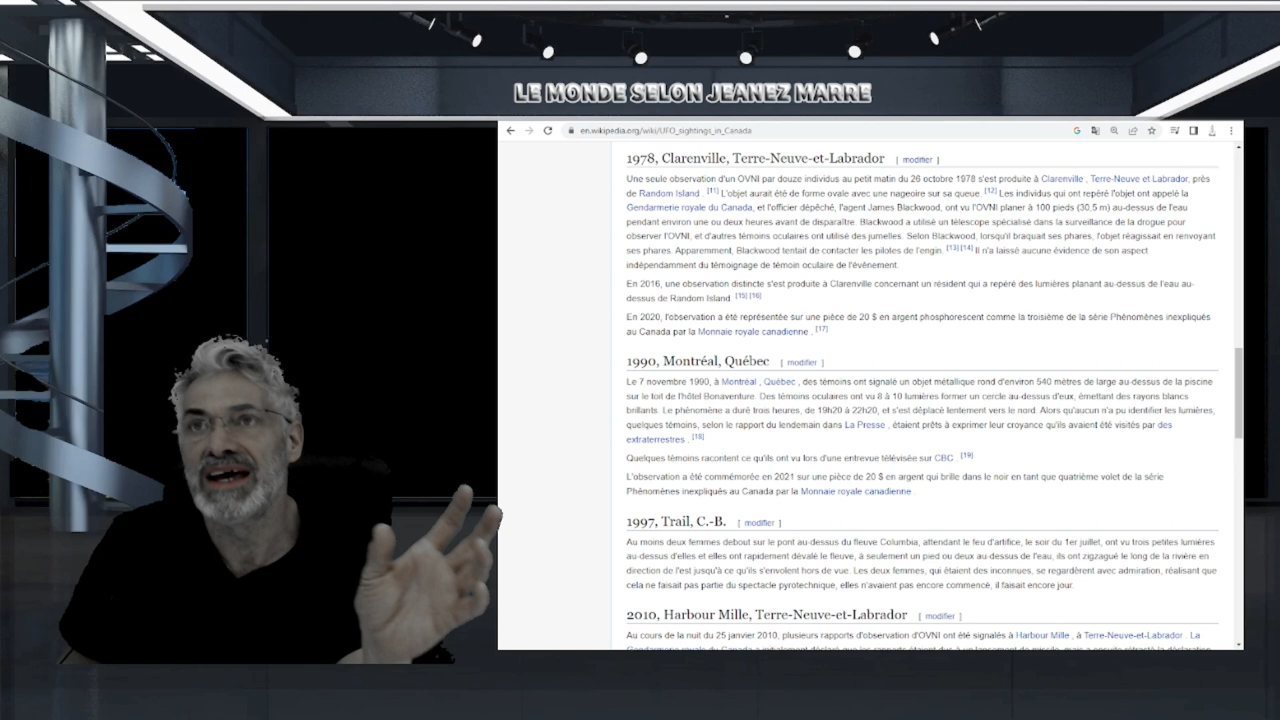 LE MONDE SELON JEANEZ MARRE
en.wikipedia.org/wiki/UFO_sightings_in_Canada
1978, Clarenville, Terre-Neuve-et-Labrador [ modifier ]
Une seule observation d'un OVNI par douze individus au petit matin du 26 octobre 1978 s'est produite à Clarenville , Terre-Neuve et Labrador, près
de Random Island . [11] L'objet aurait été de forme ovale avec une nageoire sur sa queue. [12] Les individus qui ont repéré l'objet ont appelé la
Gendarmerie royale du Canada, et l'officier dépêché, l'agent James Blackwood, ont vu l'OVNI planer à 100 pieds (30,5 m) au-dessus de l'eau
pendant environ une ou deux heures avant de disparaître. Blackwood a utilisé un télescope spécialisé dans la surveillance de la drogue pour
observer l'OVNI, et d'autres témoins oculaires ont utilisé des jumelles. Selon Blackwood, lorsqu'il braquait ses phares, l'objet réagissait en renvoyant
ses phares. Apparemment, Blackwood tentait de contacter les pilotes de l'engin. [13] [14] Il n'a laissé aucune évidence de son aspect
indépendamment du témoignage de témoin oculaire de l'événement.
En 2016, une observation distincte s'est produite à Clarenville concernant un résident qui a repéré des lumières planant au-dessus de l'eau au-
dessus de Random Island . [15] [16]
En 2020, l'observation a été représentée sur une pièce de 20 $ en argent phosphorescent comme la troisième de la série Phénomènes inexpliqués
au Canada par la Monnaie royale canadienne . [17]
1990, Montréal, Québec [ modifier ]
Le 7 novembre 1990, à Montréal , Québec , des témoins ont signalé un objet métallique rond d'environ 540 mètres de large au-dessus de la piscine
sur le toit de l'hôtel Bonaventure. Des témoins oculaires ont vu 8 à 10 lumières former un cercle au-dessus d'eux, émettant des rayons blancs
brillants. Le phénomène a duré trois heures, de 19h20 à 22h20, et s'est déplacé lentement vers le nord. Alors qu'aucun n'a pu identifier les lumières,
quelques témoins, selon le rapport du lendemain dans La Presse , étaient prêts à exprimer leur croyance qu'ils avaient été visités par des
extraterrestres . [18]
Quelques témoins racontent ce qu'ils ont vu lors d'une entrevue télévisée sur CBC . [19]
L'observation a été commémorée en 2021 sur une pièce de 20 $ en argent qui brille dans le noir en tant que quatrième volet de la série
Phénomènes inexpliqués au Canada par la Monnaie royale canadienne .
1997, Trail, C.-B. [ modifier ]
Au moins deux femmes debout sur le pont au-dessus du fleuve Columbia, attendant le feu d'artifice, le soir du 1er juillet, ont vu trois petites lumières
au-dessus d'elles et elles ont rapidement dévalé le fleuve, à seulement un pied ou deux au-dessus de l'eau, ils ont zigzagué le long de la rivière en
direction de l'est jusqu'à ce qu'ils s'envolent hors de vue. Les deux femmes, qui étaient des inconnues, se regardèrent avec admiration, réalisant que
cela ne faisait pas partie du spectacle pyrotechnique, elles n'avaient pas encore commencé, il faisait encore jour.
2010, Harbour Mille, Terre-Neuve-et-Labrador [ modifier ]
Au cours de la nuit du 25 janvier 2010, plusieurs rapports d'observation d'OVNI ont été signalés à Harbour Mille , à Terre-Neuve-et-Labrador . La